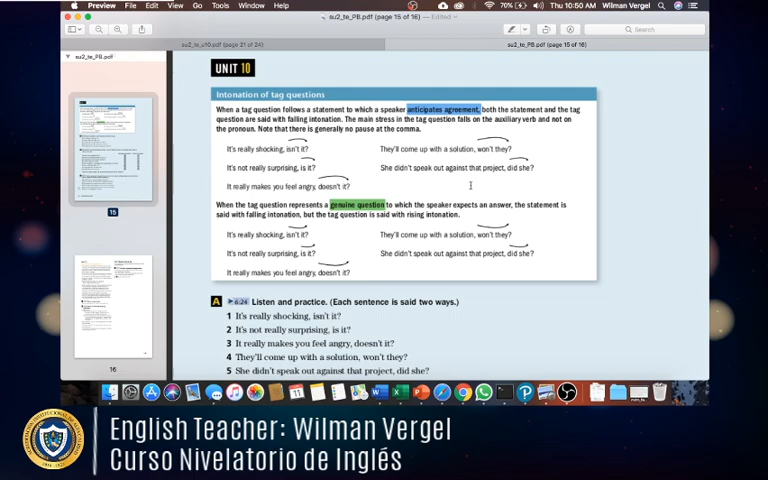 Preview File Edit View Go Tools Window Help
70% Thu 10:50 AM Wilman Vergel
su2_te_PB.pdf (page 15 of 16) — Edited
Search
su2_te_u10.pdf (page 21 of 24)
su2_te_PB.pdf (page 15 of 16)
su2_te_PB.pdf
15
16
UNIT 10
Intonation of tag questions
When a tag question follows a statement to which a speaker anticipates agreement, both the statement and the tag
question are said with falling intonation. The main stress in the tag question falls on the auxiliary verb and not on
the pronoun. Note that there is generally no pause at the comma.
It's really shocking, isn't it? They'll come up with a solution, won't they?
It's not really surprising, is it? She didn't speak out against that project, did she?
It really makes you feel angry, doesn't it?
When the tag question represents a genuine question to which the speaker expects an answer, the statement is
said with falling intonation, but the tag question is said with rising intonation.
It's really shocking, isn't it? They'll come up with a solution, won't they?
It's not really surprising, is it? She didn't speak out against that project, did she?
It really makes you feel angry, doesn't it?
A 6:24 Listen and practice. (Each sentence is said two ways.)
1 It's really shocking, isn't it?
2 It's not really surprising, is it?
3 It really makes you feel angry, doesn't it?
4 They'll come up with a solution, won't they?
5 She didn't speak out against that project, did she?
English Teacher: Wilman Vergel
Curso Nivelatorio de Inglés